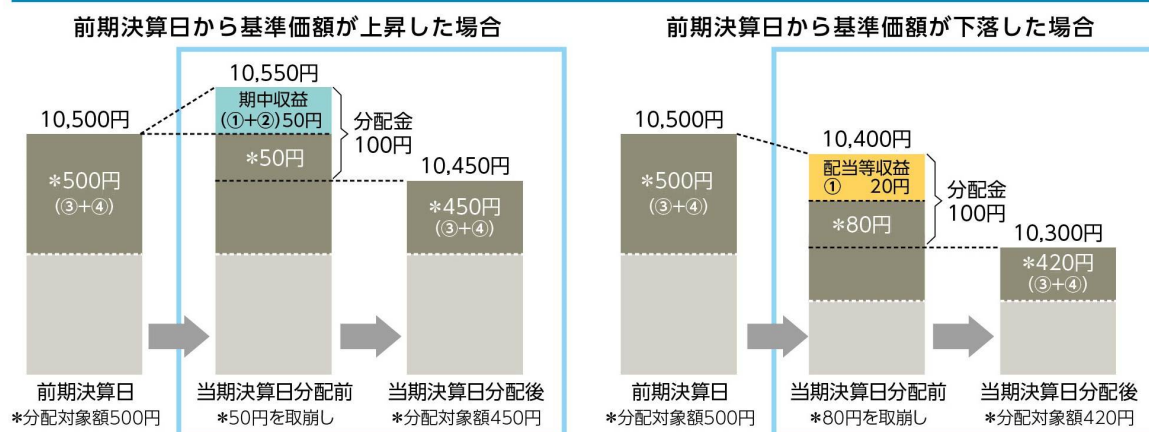 前期決算日から基準価額が上昇した場合
10,500円
*500円
(③+④)
10,550円
期中収益
(①+②)50円
*50円
分配金
100円
10,450円
*450円
(③+④)
前期決算日
*分配対象額500円
当期決算日分配前
*50円を取崩し
当期決算日分配後
*分配対象額450円
前期決算日から基準価額が下落した場合
10,500円
*500円
(③+④)
10,400円
配当等収益
① 20円
*80円
分配金
100円
10,300円
*420円
(③+④)
前期決算日
*分配対象額500円
当期決算日分配前
*80円を取崩し
当期決算日分配後
*分配対象額420円